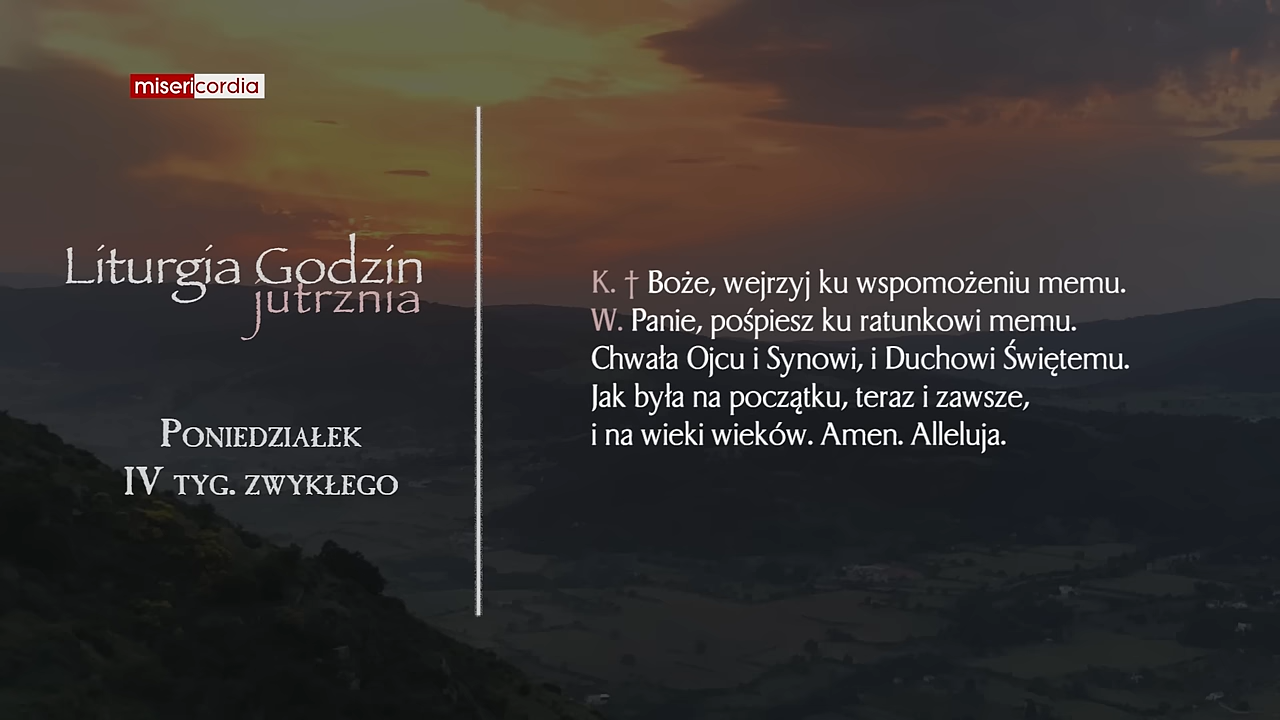 misericordia
Liturgia Godzin
jutrznia
Poniedziałek
IV tyg. zwykłego
K. † Boże, wejrzyj ku wspomożeniu memu.
W. Panie, pośpiesz ku ratunkowi memu.
Chwała Ojcu i Synowi, i Duchowi Świętemu.
Jak była na początku, teraz i zawsze,
i na wieki wieków. Amen. Alleluja.